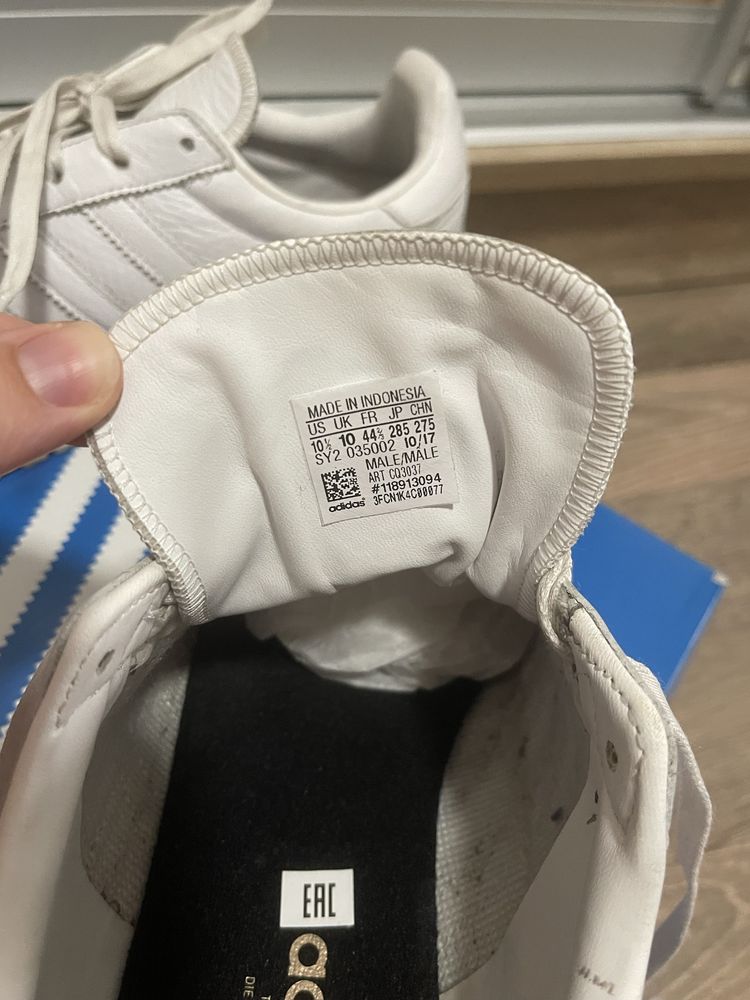 MADE IN INDONESIA
US UK FR JP CHN
10½ 10 44⅔ 285 275
SY2 035002 10/17
MALE/MALE
ART CQ3037
#118913094
3FCN1K4C00077
adidas
EAC